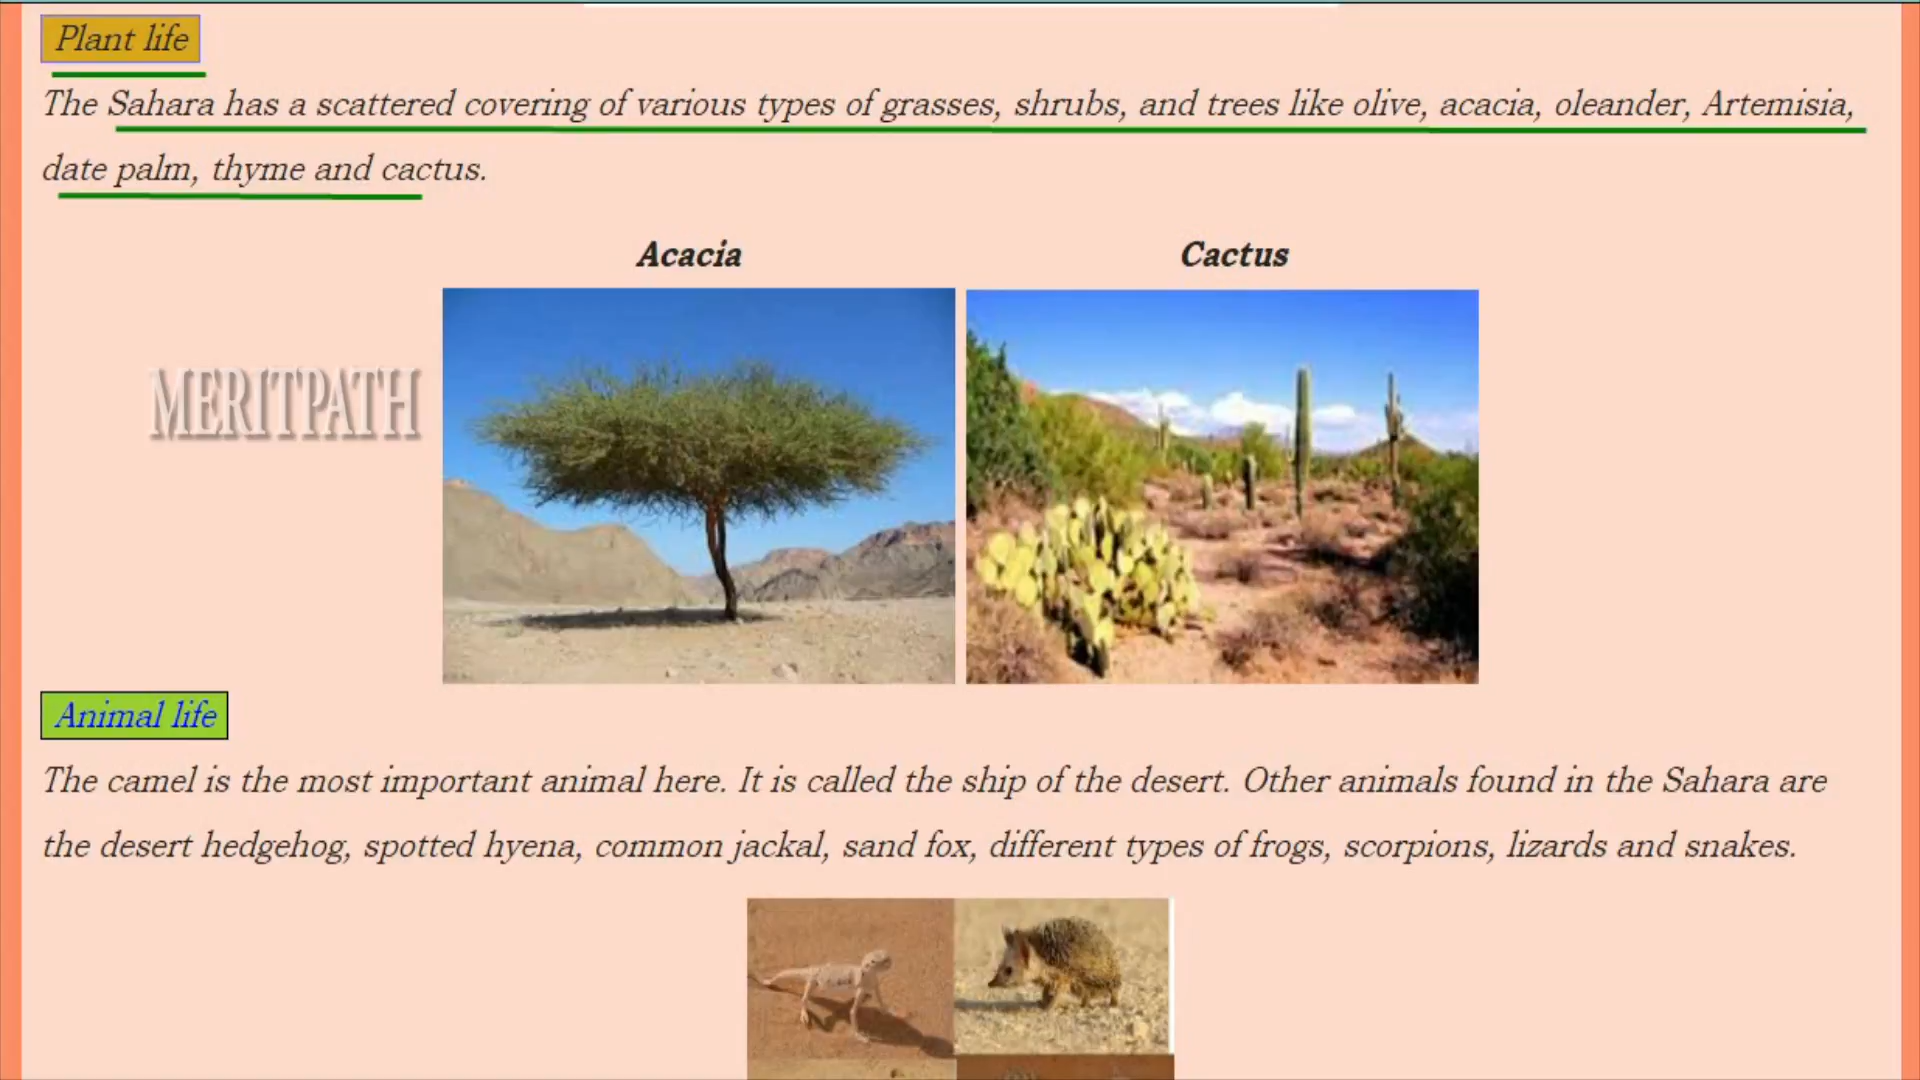 Plant life
The Sahara has a scattered covering of various types of grasses, shrubs, and trees like olive, acacia, oleander, Artemisia,
date palm, thyme and cactus.
Acacia
Cactus
MERITPATH
Animal life
The camel is the most important animal here. It is called the ship of the desert. Other animals found in the Sahara are
the desert hedgehog, spotted hyena, common jackal, sand fox, different types of frogs, scorpions, lizards and snakes.